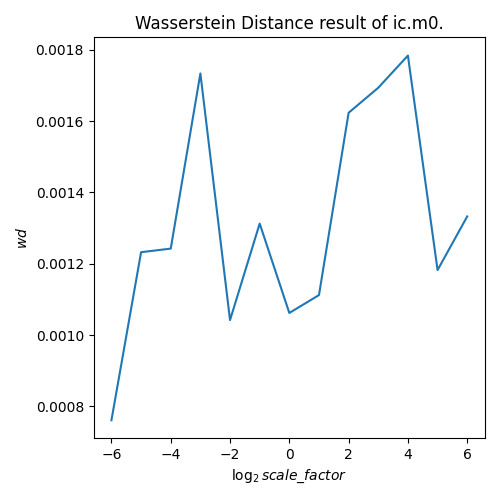 Wasserstein Distance result of ic.m0.
0.0018
0.0016
0.0014
0.0012
0.0010
0.0008
wd
−6 −4 −2 0 2 4 6
log₂ scale_factor